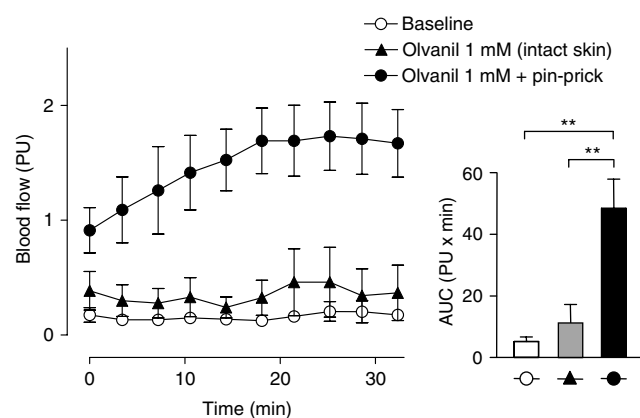 Baseline
Olvanil 1 mM (intact skin)
Olvanil 1 mM + pin-prick
Blood flow (PU)
2
1
0
0 10 20 30
Time (min)
AUC (PU x min)
60
40
20
0
**
**